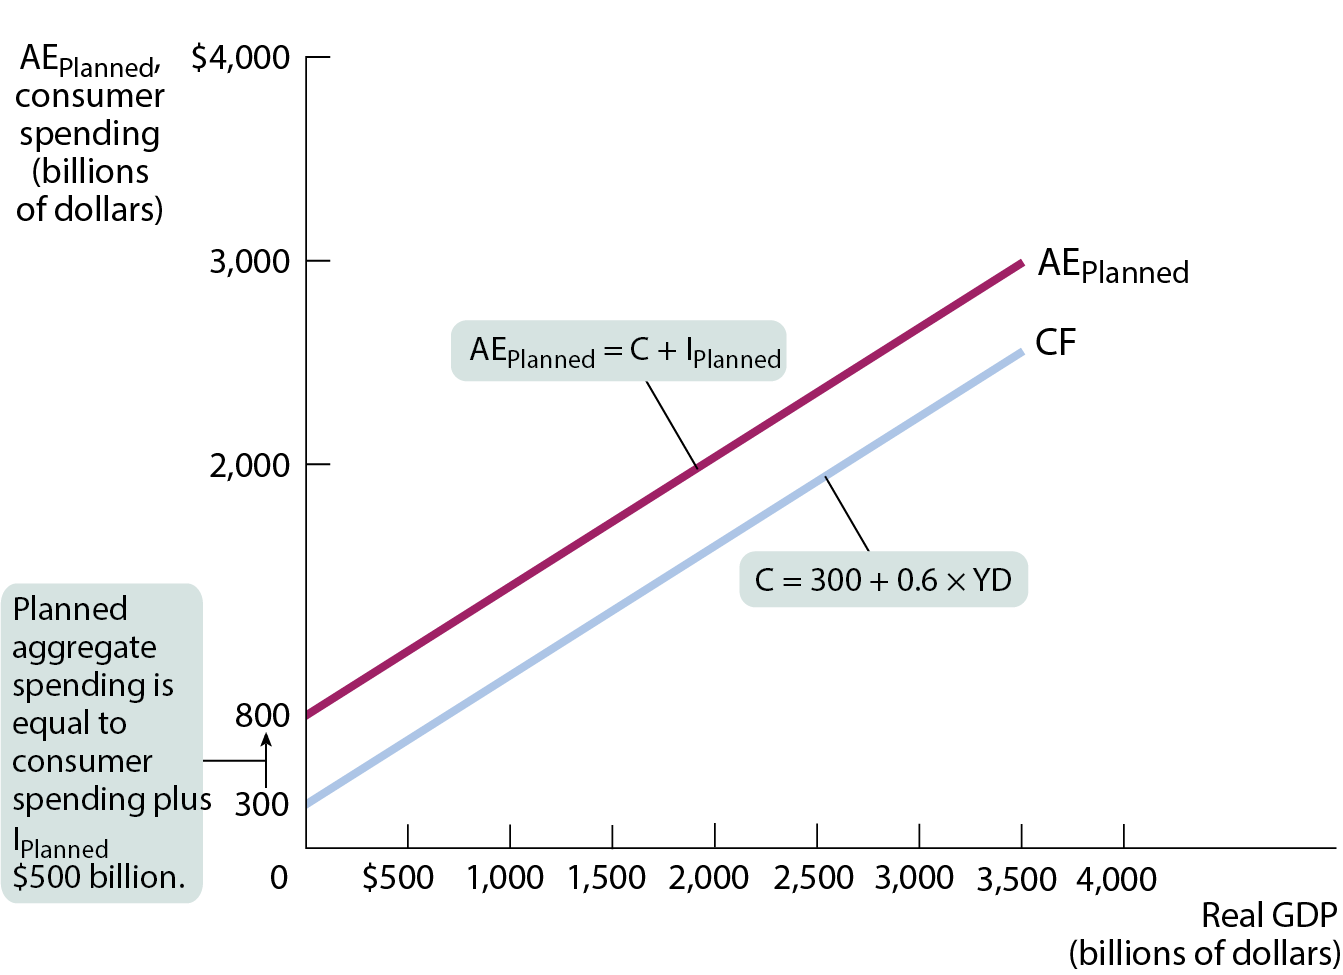 AEPlanned,
consumer
spending
(billions
of dollars)
$4,000
3,000
2,000
800
300
0
AEPlanned
CF
AEPlanned = C + IPlanned
C = 300 + 0.6 × YD
Planned
aggregate
spending is
equal to
consumer
spending plus
IPlanned
$500 billion.
$500 1,000 1,500 2,000 2,500 3,000 3,500 4,000
Real GDP
(billions of dollars)